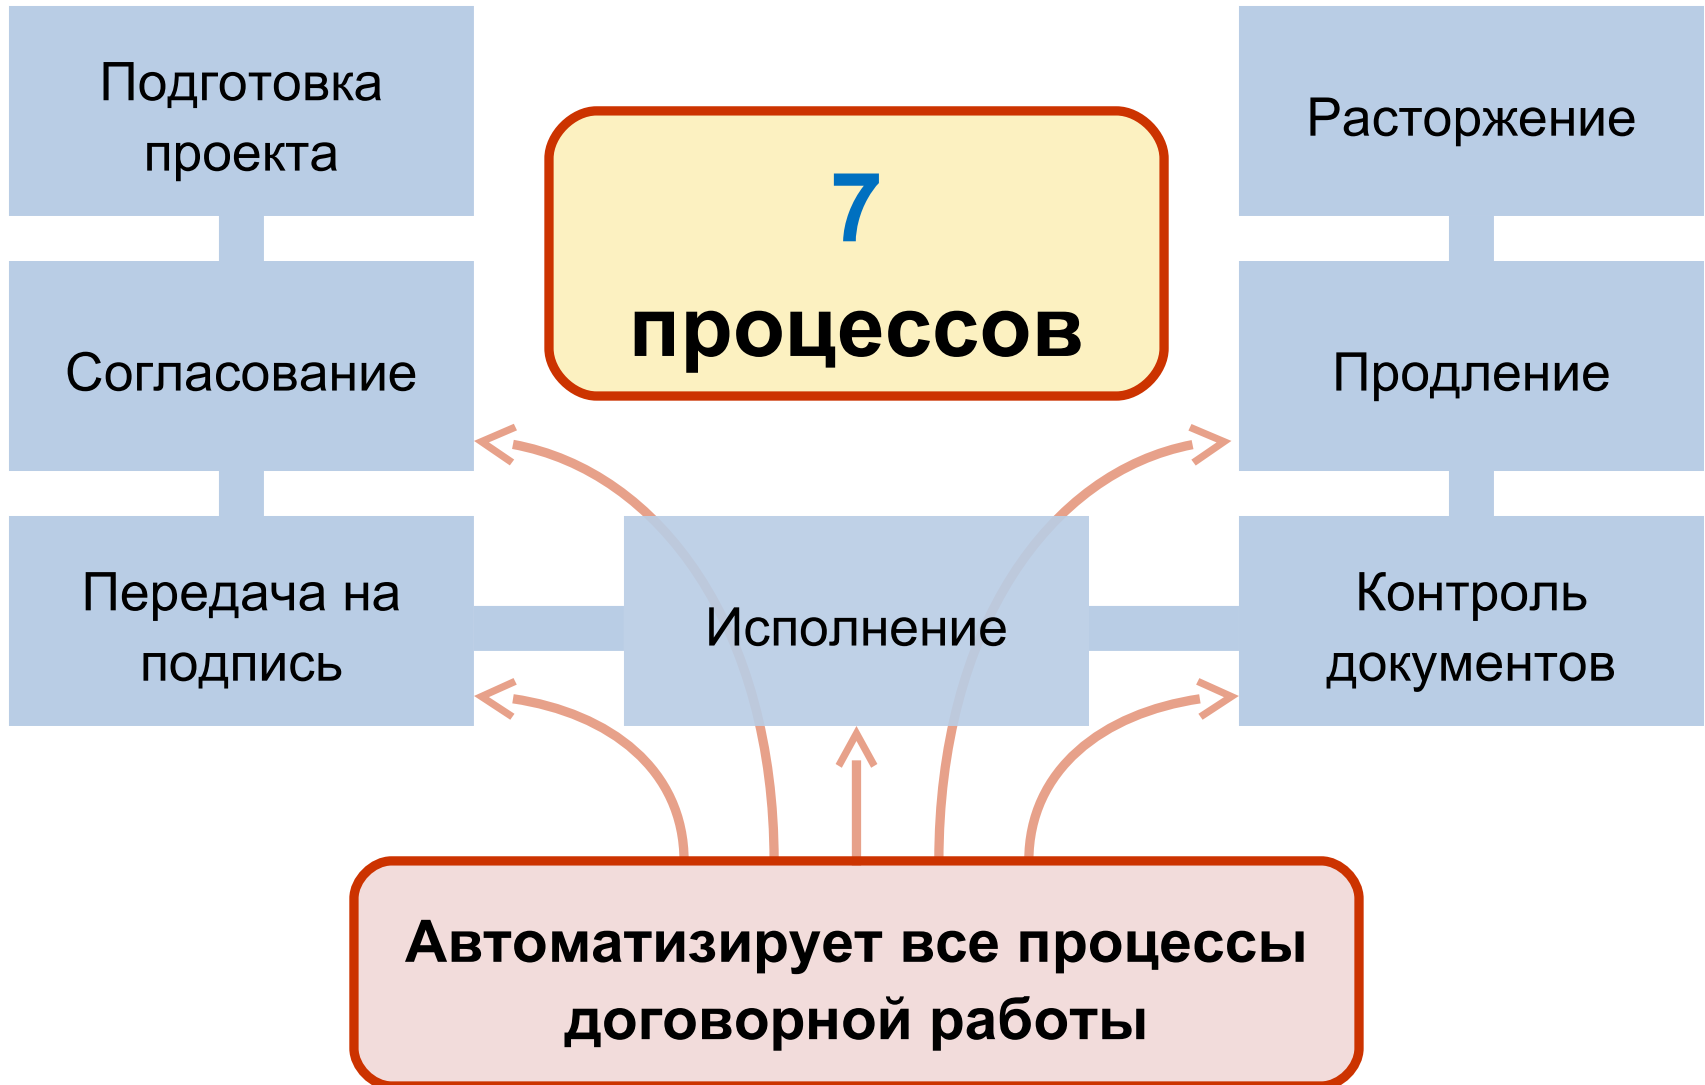 Подготовка
проекта
Согласование
Передача на
подпись
7
процессов
Исполнение
Расторжение
Продление
Контроль
документов
Автоматизирует все процессы
договорной работы